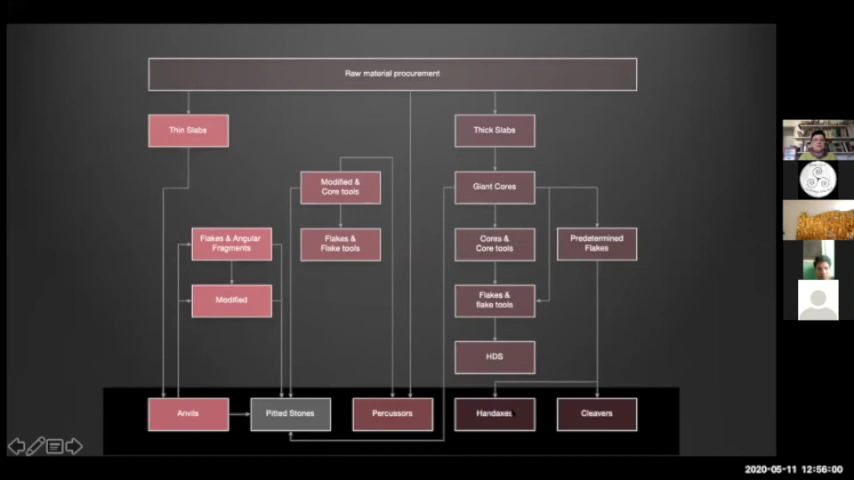 Raw material procurement
Thin Slabs
Thick Slabs
Modified &
Core tools
Giant Cores
Flakes & Angular
Fragments
Flakes &
Flake tools
Cores &
Core tools
Predetermined
Flakes
Modified
Flakes &
flake tools
HDS
Anvils
Pitted Stones
Percussors
Handaxes
Cleavers
2020-05-11 12:56:00